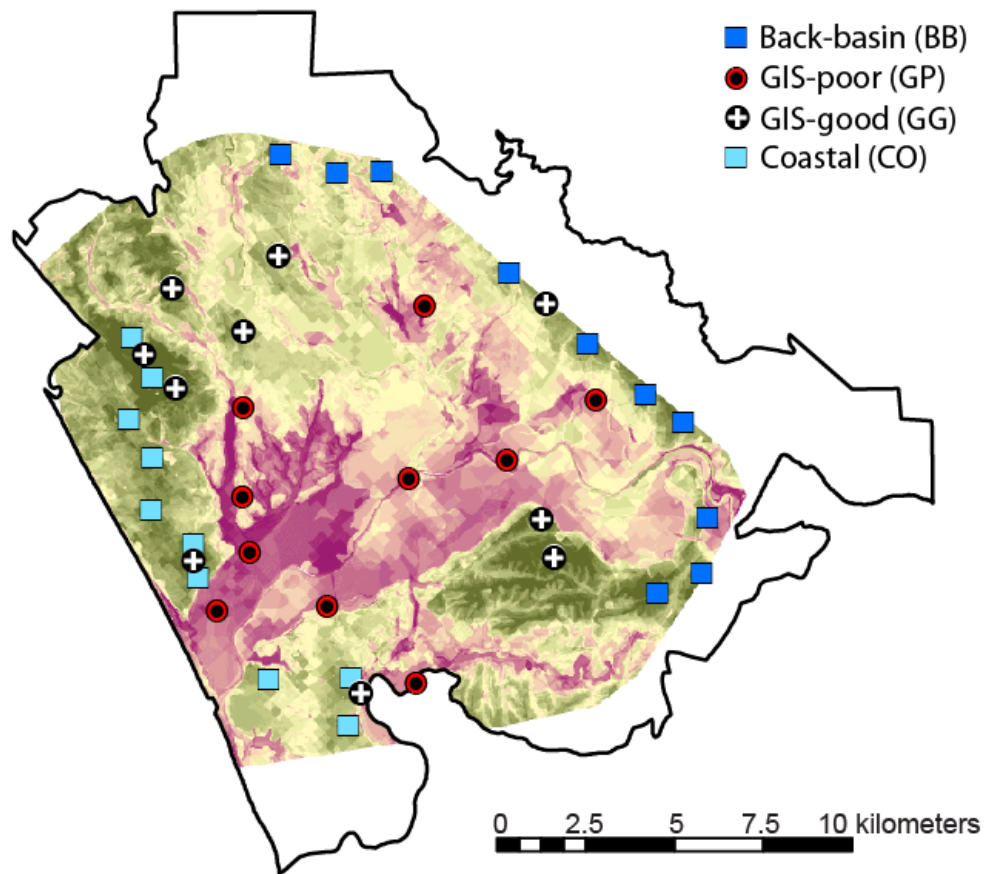 Back-basin (BB)
GIS-poor (GP)
GIS-good (GG)
Coastal (CO)
0 2.5 5 7.5 10 kilometers